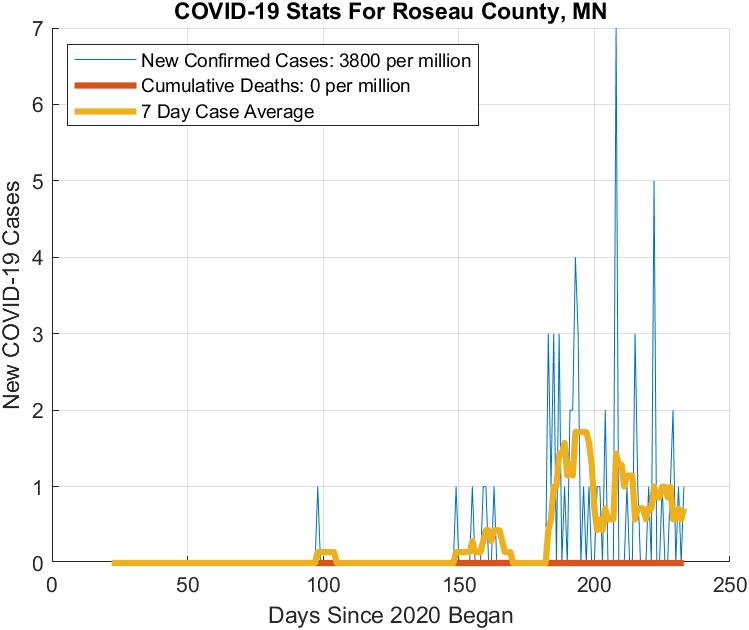 COVID-19 Stats For Roseau County, MN
New Confirmed Cases: 3800 per million
Cumulative Deaths: 0 per million
7 Day Case Average
New COVID-19 Cases
7
6
5
4
3
2
1
0
0 50 100 150 200 250
Days Since 2020 Began